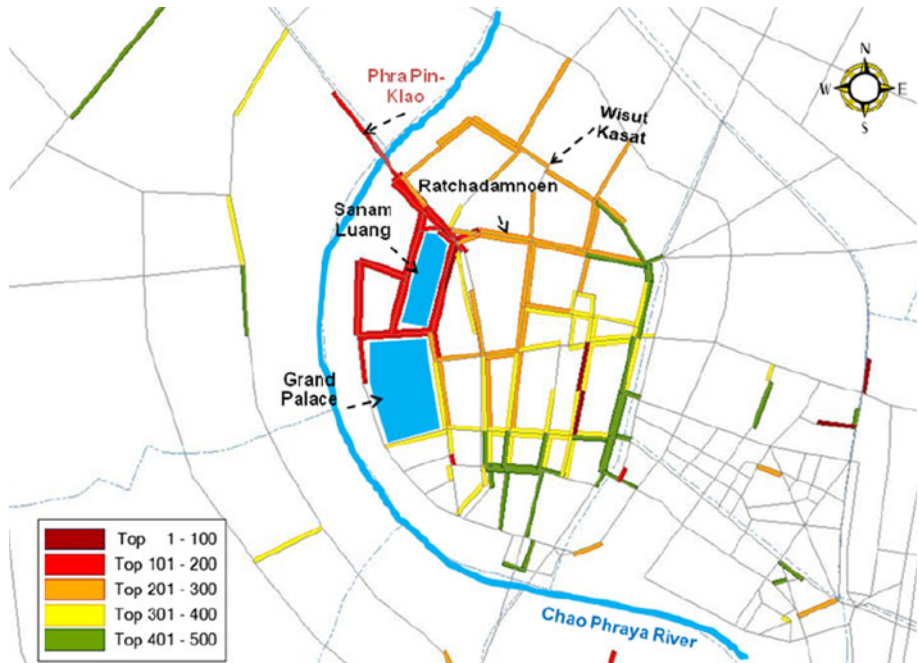 Phra Pin-
Klao
N
W
E
S
Wisut
Kasat
Ratchadamnoen
Sanam
Luang
Grand
Palace
Top 1 - 100
Top 101 - 200
Top 201 - 300
Top 301 - 400
Top 401 - 500
Chao Phraya River